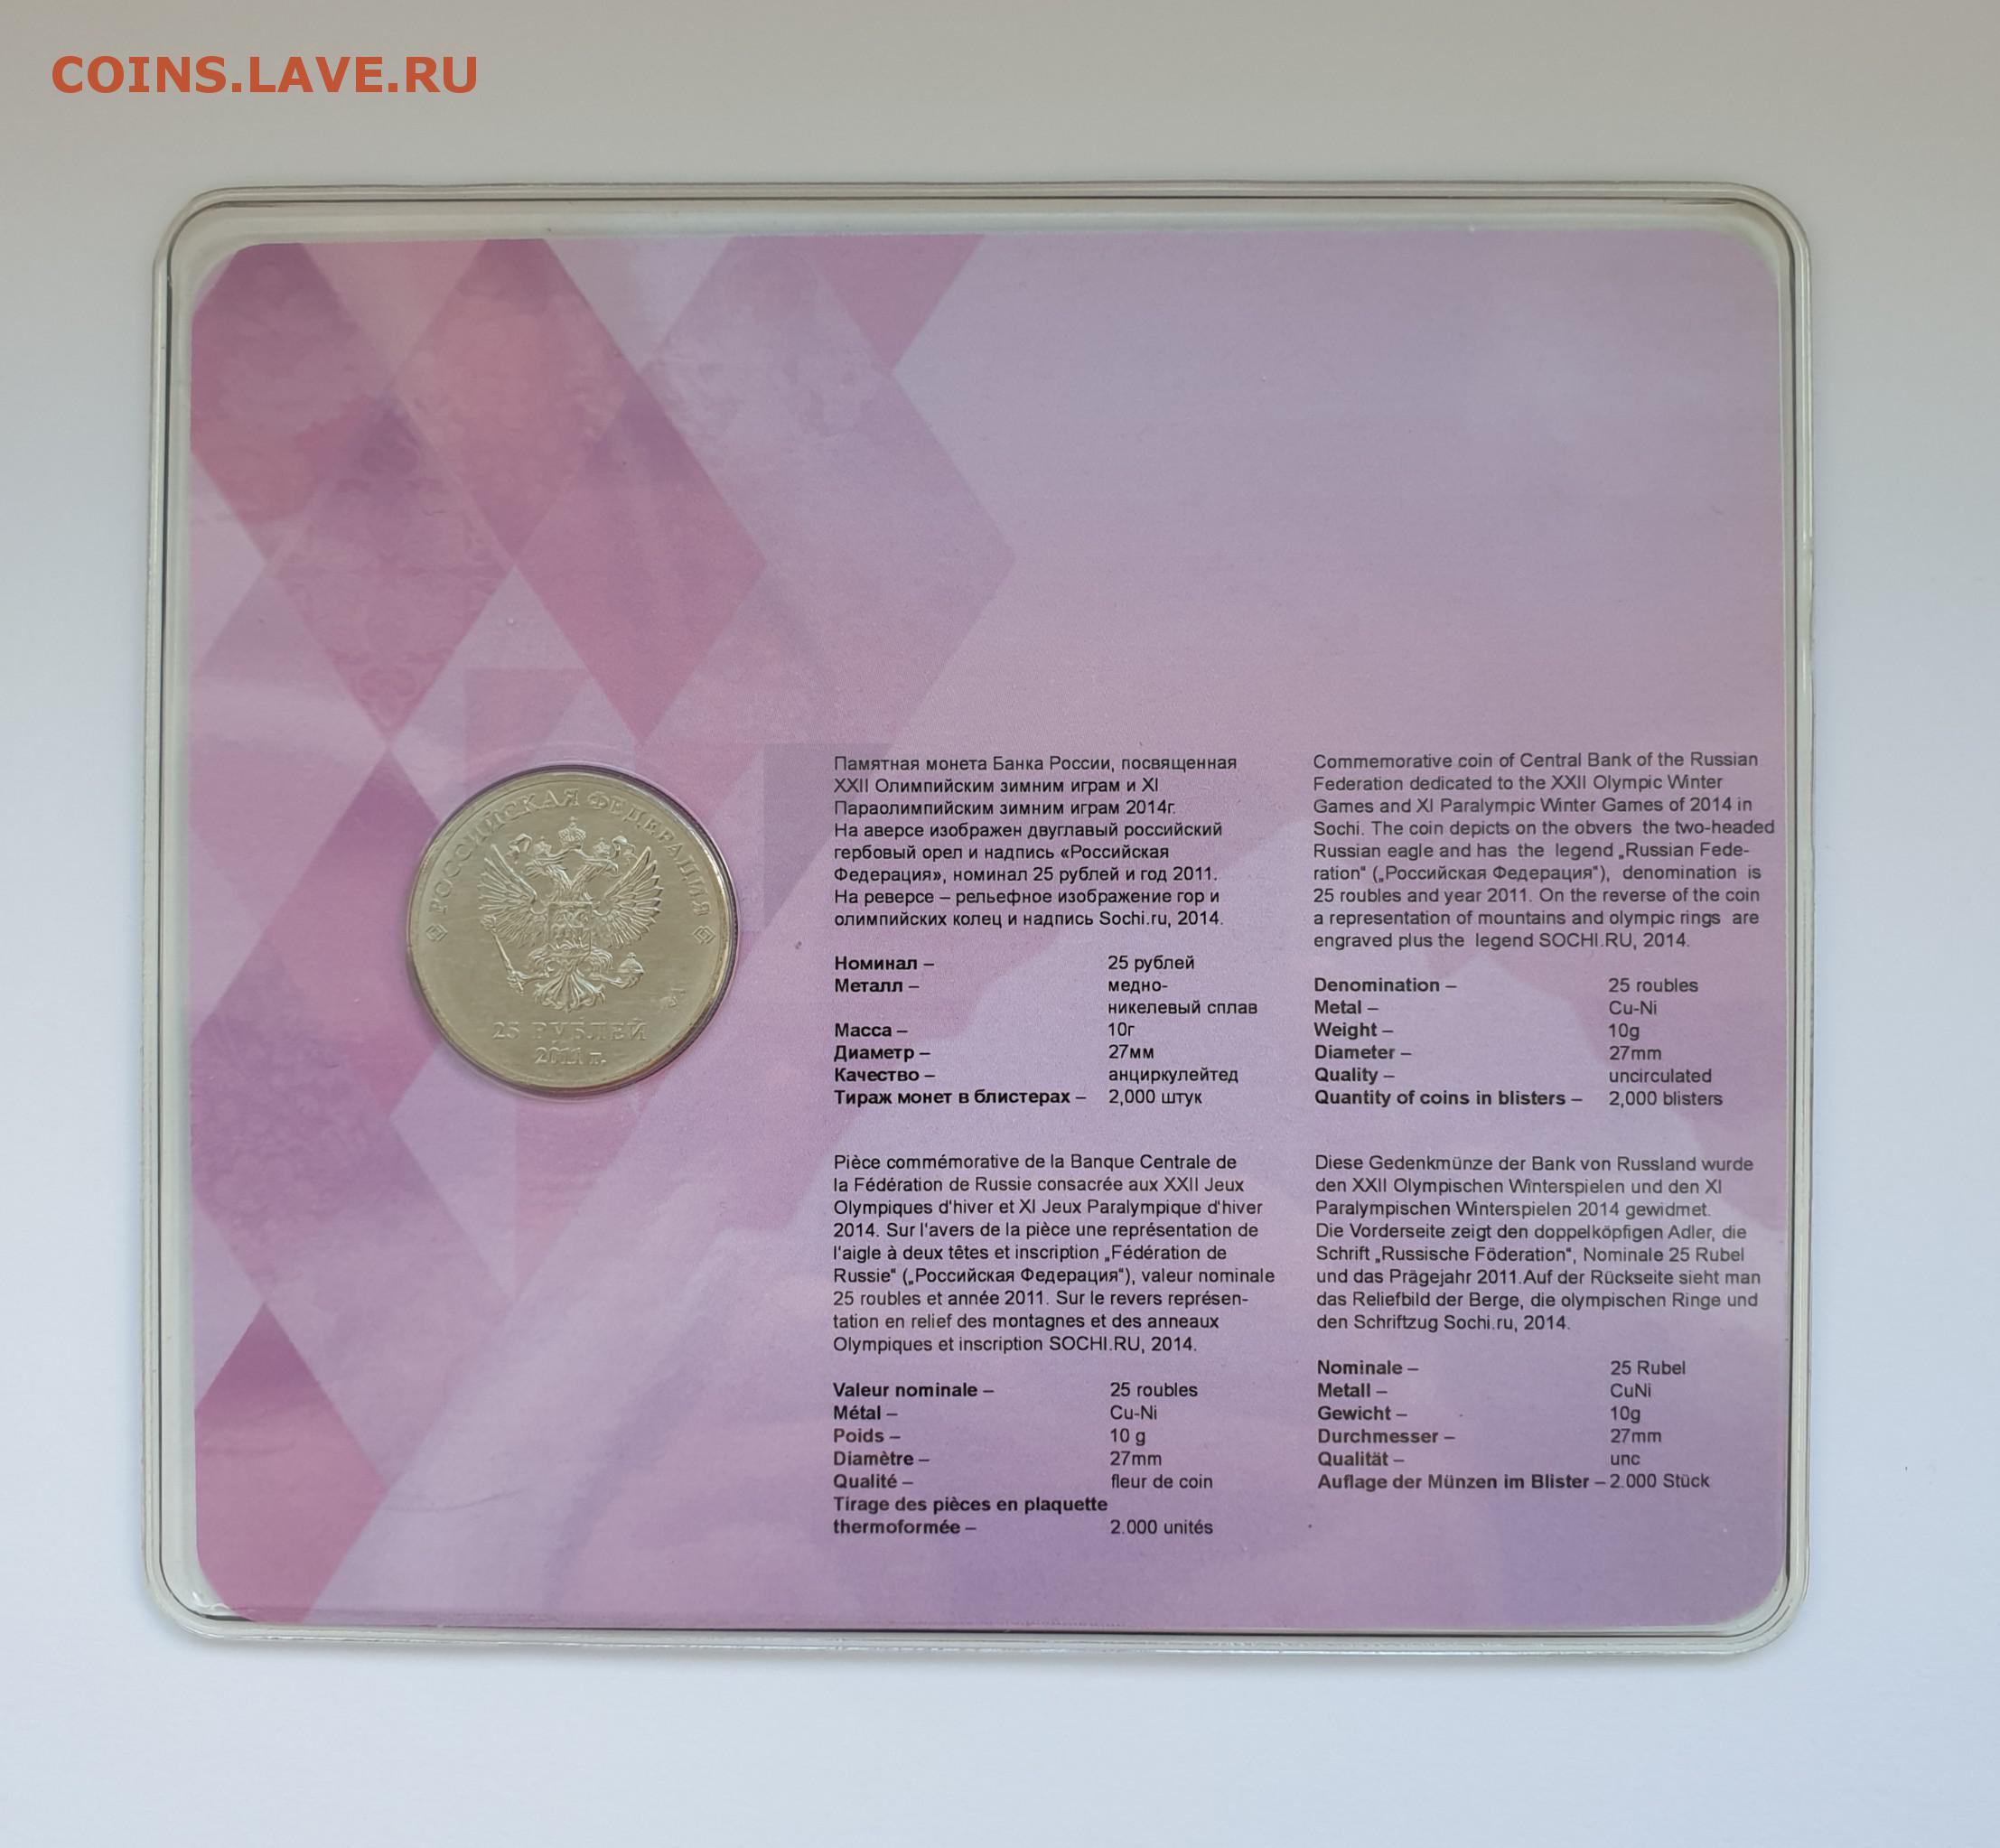 COINS.LAVE.RU
РОССИЙСКАЯ ФЕДЕРАЦИЯ
25 РУБЛЕЙ
2011 г.
Памятная монета Банка России, посвященная
XXII Олимпийским зимним играм и XI
Параолимпийским зимним играм 2014г.
На аверсе изображен двуглавый российский
гербовый орел и надпись «Российская
Федерация», номинал 25 рублей и год 2011.
На реверсе – рельефное изображение гор и
олимпийских колец и надпись Sochi.ru, 2014.
Номинал – 25 рублей
Металл – медно-
никелевый сплав
Масса – 10г
Диаметр – 27мм
Качество – анциркулейтед
Тираж монет в блистерах – 2,000 штук
Commemorative coin of Central Bank of the Russian
Federation dedicated to the XXII Olympic Winter
Games and XI Paralympic Winter Games of 2014 in
Sochi. The coin depicts on the obvers the two-headed
Russian eagle and has the legend „Russian Fede-
ration“ („Российская Федерация“), denomination is
25 roubles and year 2011. On the reverse of the coin
a representation of mountains and olympic rings are
engraved plus the legend SOCHI.RU, 2014.
Denomination – 25 roubles
Metal – Cu-Ni
Weight – 10g
Diameter – 27mm
Quality – uncirculated
Quantity of coins in blisters – 2,000 blisters
Pièce commémorative de la Banque Centrale de
la Fédération de Russie consacrée aux XXII Jeux
Olympiques d'hiver et XI Jeux Paralympique d'hiver
2014. Sur l'avers de la pièce une représentation de
l'aigle à deux têtes et inscription „Fédération de
Russie“ („Российская Федерация“), valeur nominale
25 roubles et année 2011. Sur le revers représen-
tation en relief des montagnes et des anneaux
Olympiques et inscription SOCHI.RU, 2014.
Valeur nominale – 25 roubles
Métal – Cu-Ni
Poids – 10 g
Diamètre – 27mm
Qualité – fleur de coin
Tirage des pièces en plaquette
thermoformée – 2.000 unités
Diese Gedenkmünze der Bank von Russland wurde
den XXII Olympischen Winterspielen und den XI
Paralympischen Winterspielen 2014 gewidmet.
Die Vorderseite zeigt den doppelköpfigen Adler, die
Schrift „Russische Föderation“, Nominale 25 Rubel
und das Prägejahr 2011.Auf der Rückseite sieht man
das Reliefbild der Berge, die olympischen Ringe und
den Schriftzug Sochi.ru, 2014.
Nominale – 25 Rubel
Metall – CuNi
Gewicht – 10g
Durchmesser – 27mm
Qualität – unc
Auflage der Münzen im Blister – 2.000 Stück